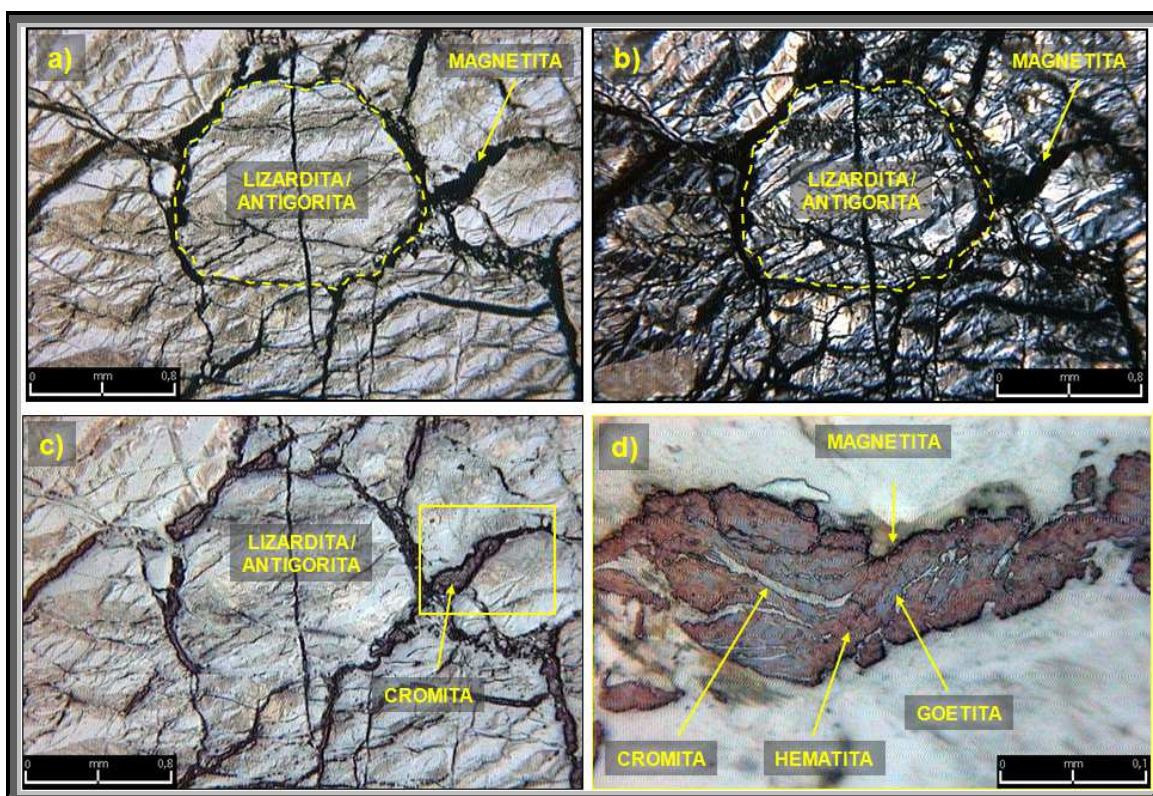 a)
MAGNETITA
LIZARDITA/
ANTIGORITA
0
mm
0,8
b)
MAGNETITA
LIZARDITA/
ANTIGORITA
0
mm
0,8
c)
LIZARDITA/
ANTIGORITA
CROMITA
0
mm
0,8
d)
MAGNETITA
GOETITA
CROMITA
HEMATITA
0
mm
0,1